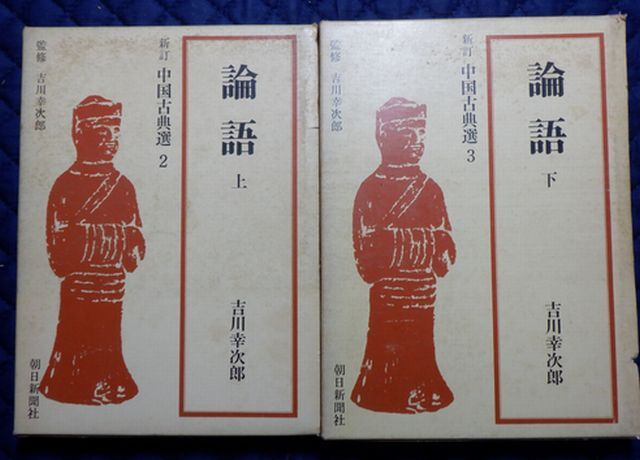 論語 上
吉川幸次郎
新訂 中国古典選 2
監修 吉川幸次郎
朝日新聞社
論語 下
吉川幸次郎
新訂 中国古典選 3
監修 吉川幸次郎
朝日新聞社